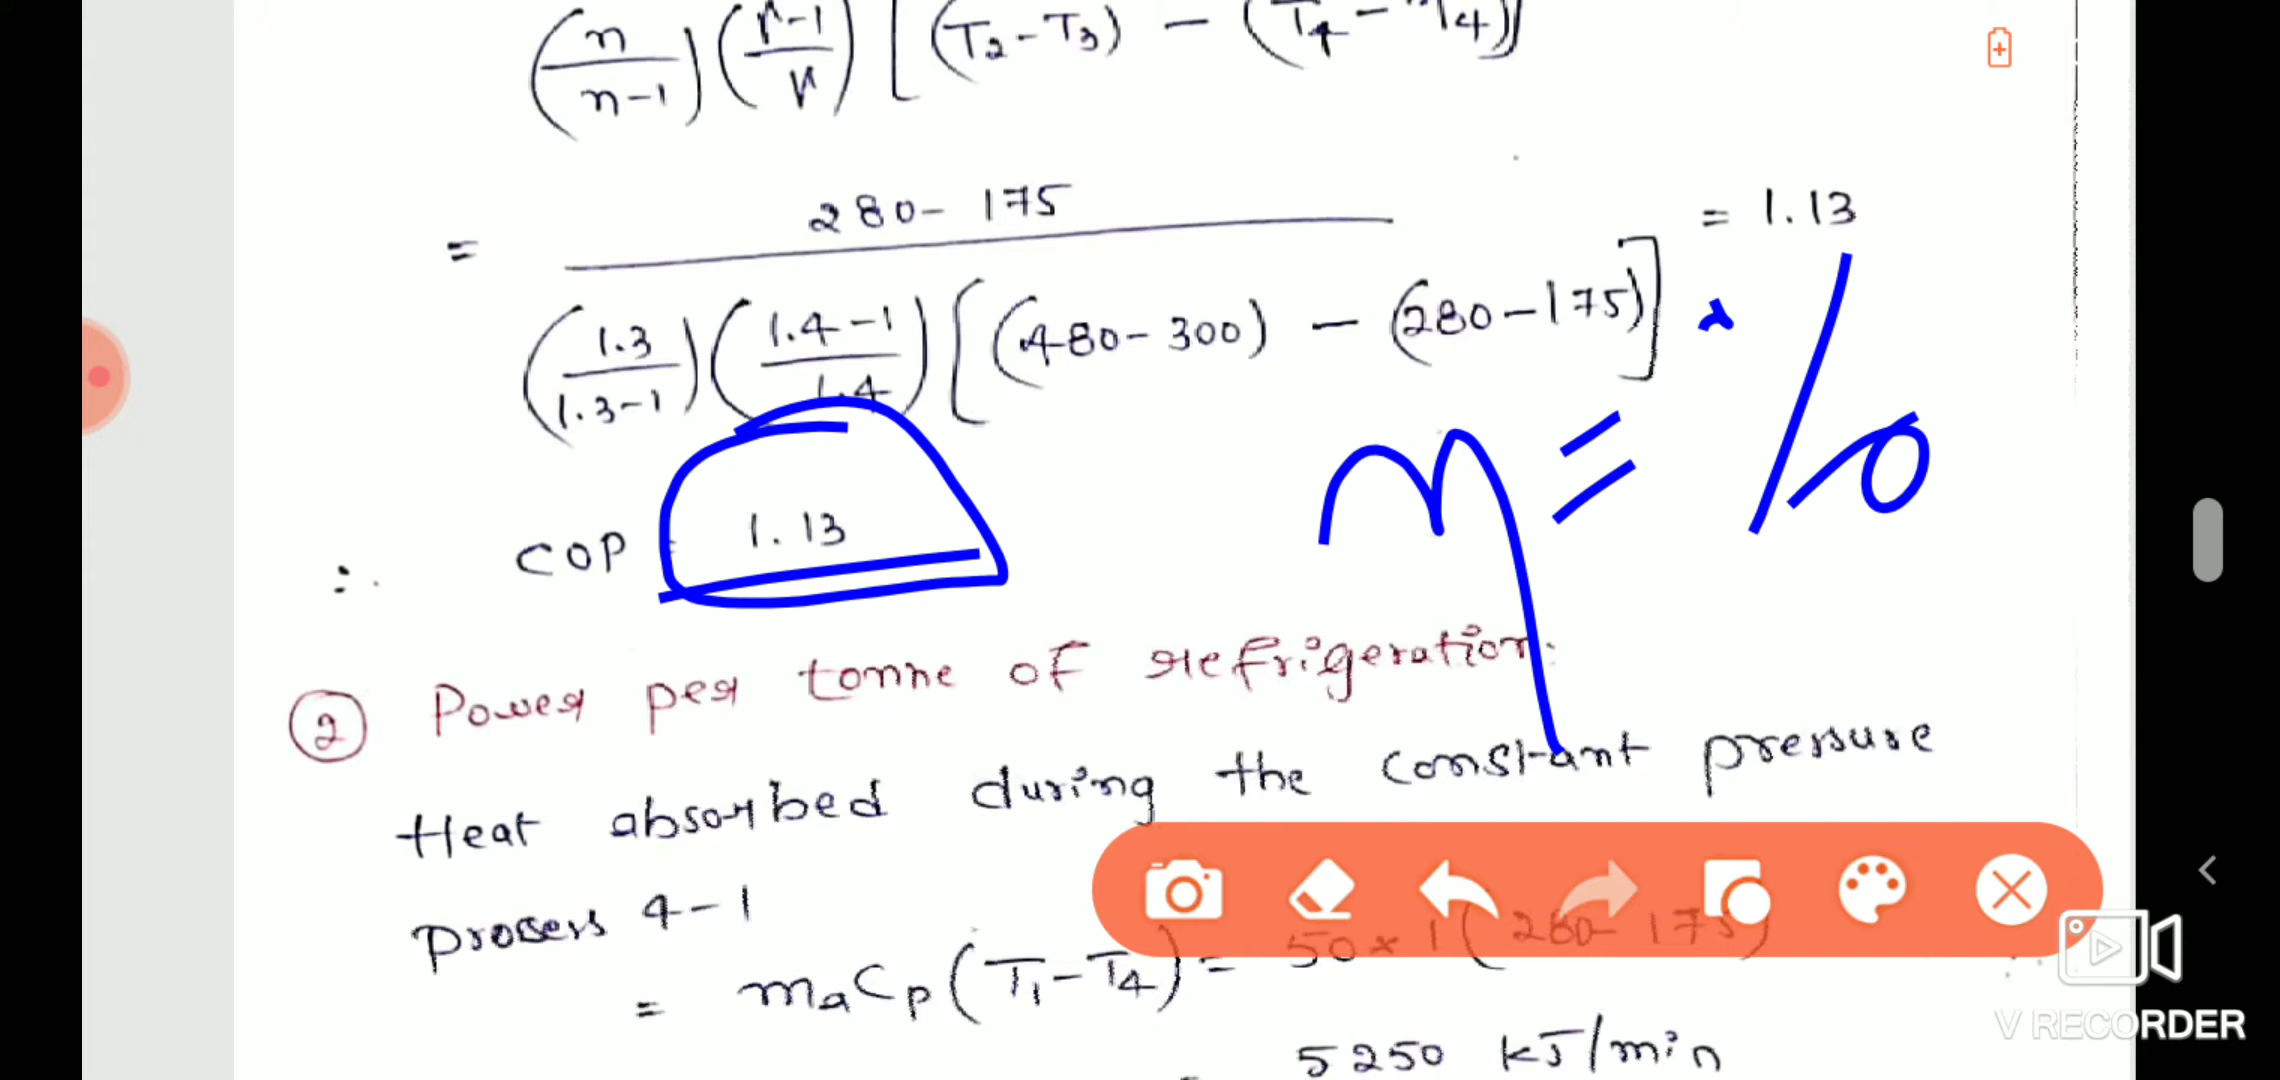 (n/n-1) (r-1/r) [(T2-T3) - (T1-T4)]
= 280-175 / (1.3/1.3-1) (1.4-1/1.4) [(480-300) - (280-175)] = 1.13
∴ COP = 1.13
η = %
② Power per tonne of refrigeration.
Heat absorbed during the constant pressure
process 4-1
= maCp(T1-T4) = 50×1(280-175)
= 5250 kJ/min
V RECORDER